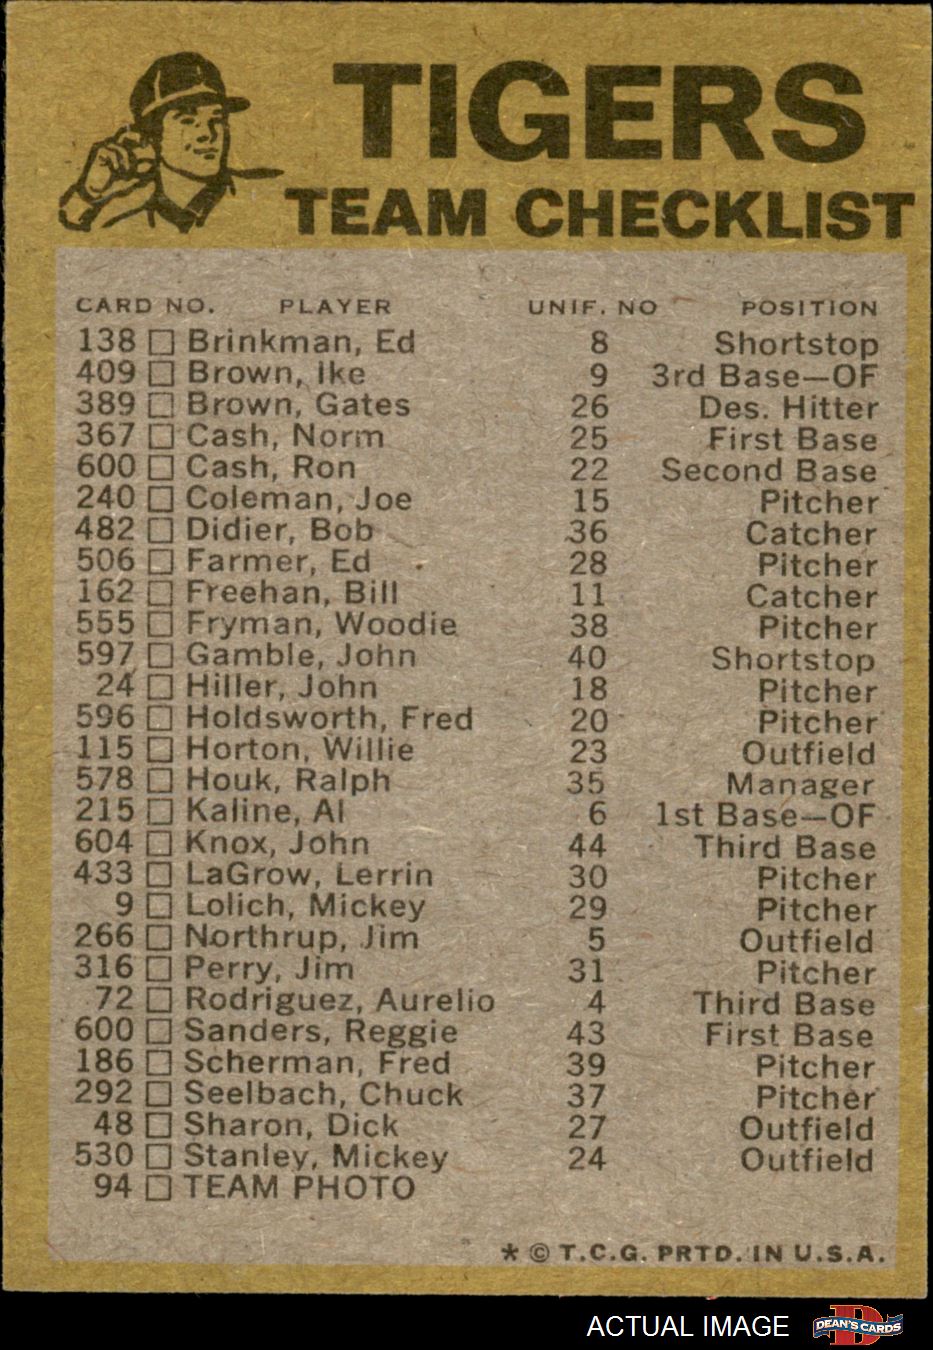 TIGERS
TEAM CHECKLIST
CARD NO. PLAYER UNIF. NO POSITION
138 Brinkman, Ed 8 Shortstop
409 Brown, Ike 9 3rd Base—OF
389 Brown, Gates 26 Des. Hitter
367 Cash, Norm 25 First Base
600 Cash, Ron 22 Second Base
240 Coleman, Joe 15 Pitcher
482 Didier, Bob 36 Catcher
506 Farmer, Ed 28 Pitcher
162 Freehan, Bill 11 Catcher
555 Fryman, Woodie 38 Pitcher
597 Gamble, John 40 Shortstop
24 Hiller, John 18 Pitcher
596 Holdsworth, Fred 20 Pitcher
115 Horton, Willie 23 Outfield
578 Houk, Ralph 35 Manager
215 Kaline, Al 6 1st Base—OF
604 Knox, John 44 Third Base
433 LaGrow, Lerrin 30 Pitcher
9 Lolich, Mickey 29 Pitcher
266 Northrup, Jim 5 Outfield
316 Perry, Jim 31 Pitcher
72 Rodriguez, Aurelio 4 Third Base
600 Sanders, Reggie 43 First Base
186 Scherman, Fred 39 Pitcher
292 Seelbach, Chuck 37 Pitcher
48 Sharon, Dick 27 Outfield
530 Stanley, Mickey 24 Outfield
94 TEAM PHOTO
* © T.C.G. PRTD. IN U.S.A.
ACTUAL IMAGE DEAN'S CARDS